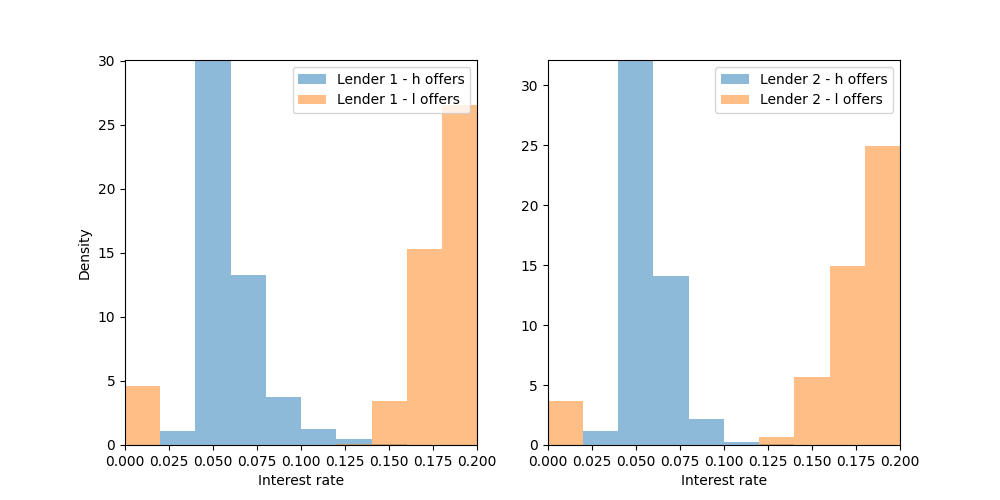 Lender 1 - h offers
Lender 1 - l offers
30
25
20
15
10
5
0
Density
0.000 0.025 0.050 0.075 0.100 0.125 0.150 0.175 0.200
Interest rate
Lender 2 - h offers
Lender 2 - l offers
30
25
20
15
10
5
0
0.000 0.025 0.050 0.075 0.100 0.125 0.150 0.175 0.200
Interest rate